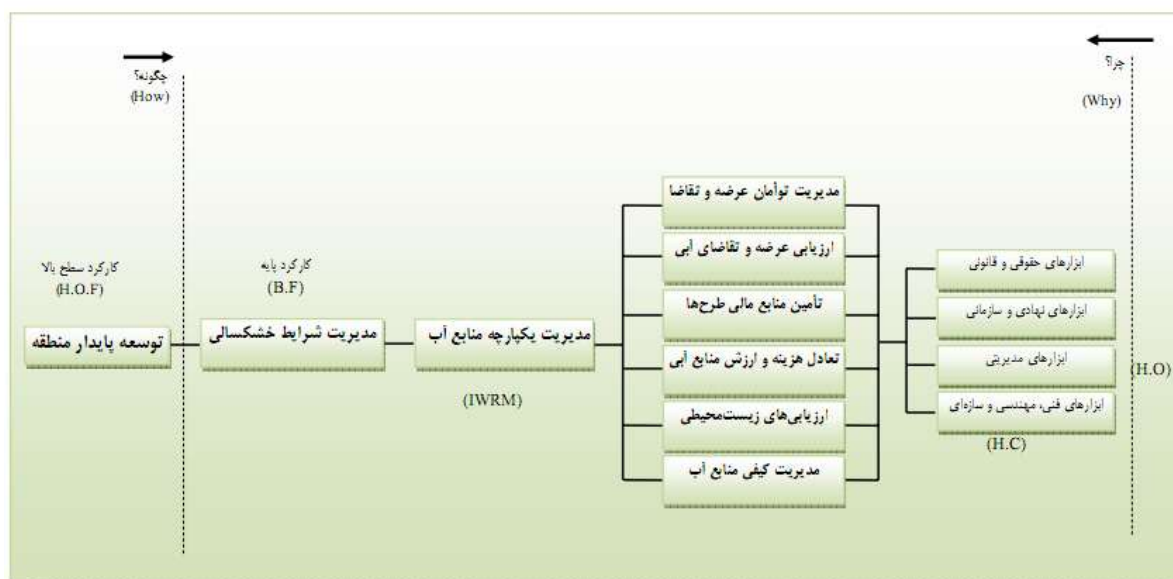 چگونه؟
(How)
چرا؟
(Why)
کارکرد سطح بالا
(H.O.F)
توسعه پایدار منطقه
کارکرد پایه
(B.F)
مدیریت شرایط خشکسالی
مدیریت یکپارچه منابع آب
(IWRM)
مدیریت توأمان عرضه و تقاضا
ارزیابی عرضه و تقاضای آبی
تأمین منابع مالی طرح‌ها
تعادل هزینه و ارزش منابع آبی
ارزیابی‌های زیست‌محیطی
مدیریت کیفی منابع آب
ابزارهای حقوقی و قانونی
ابزارهای نهادی و سازمانی
ابزارهای مدیریتی
ابزارهای فنی، مهندسی و سازه‌ای
(H.C)
(H.O)